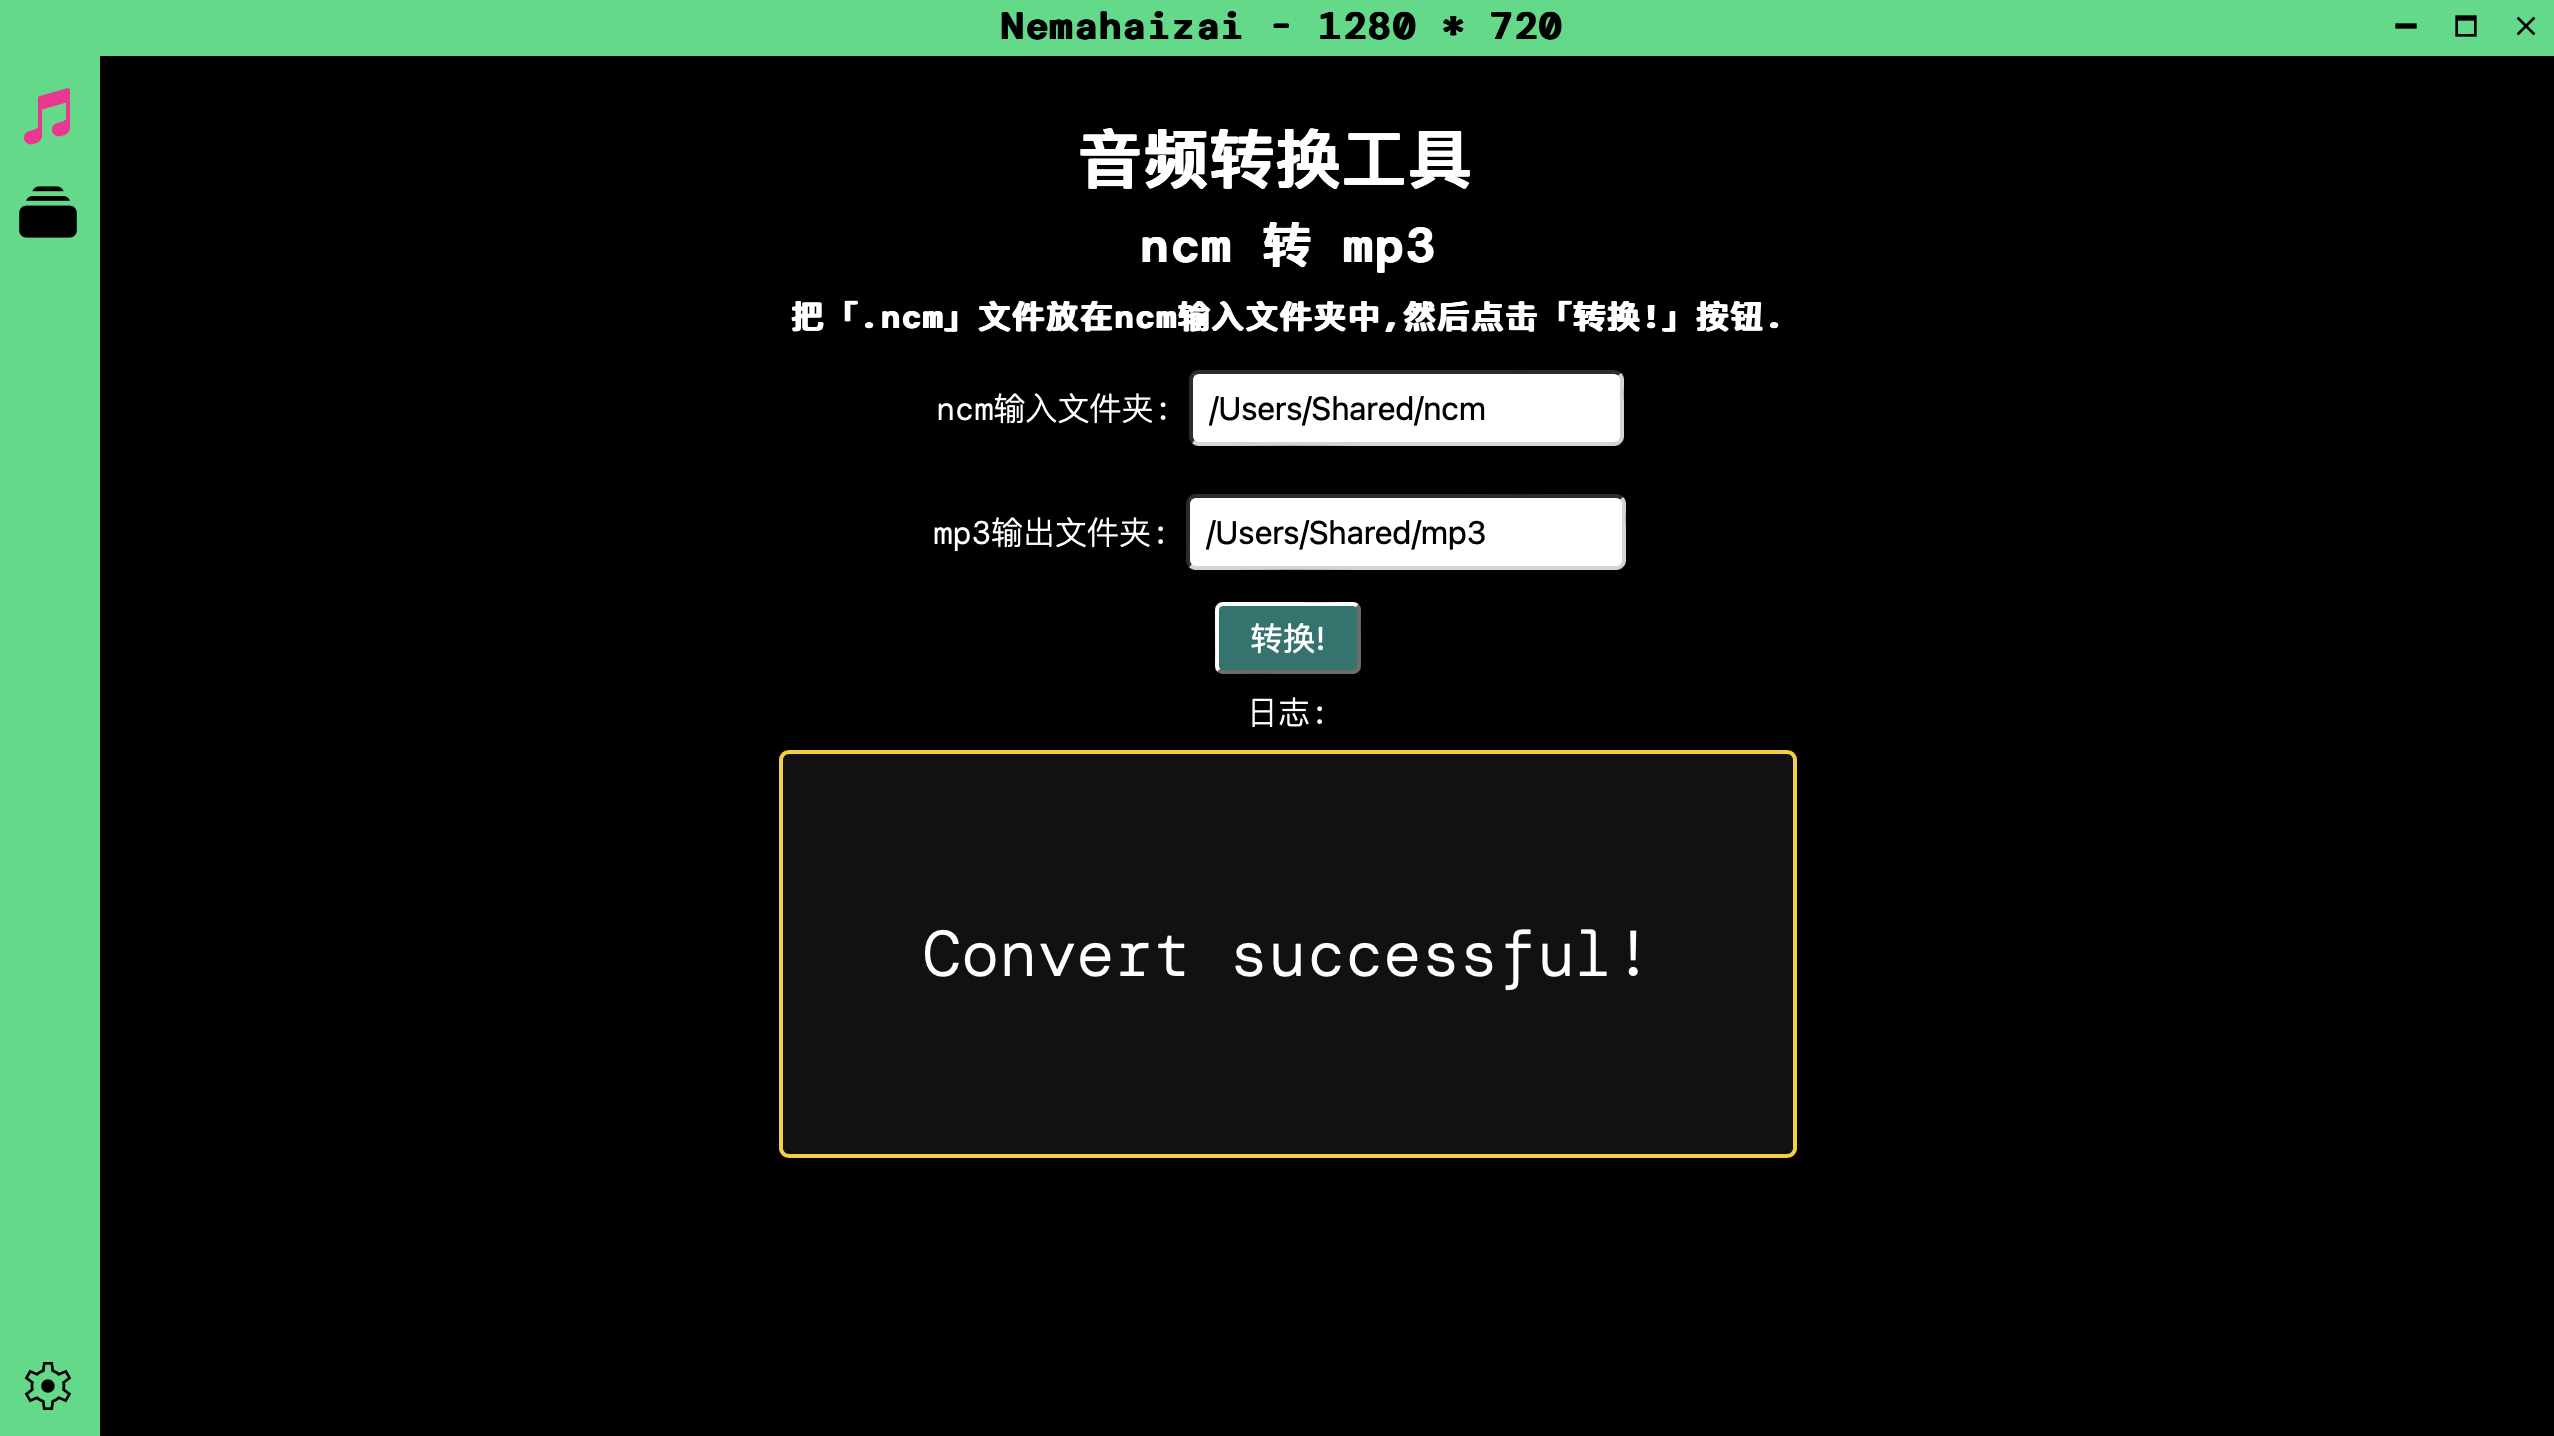 Nemahaizai - 1280 * 720
音频转换工具
ncm 转 mp3
把「.ncm」文件放在ncm输入文件夹中,然后点击「转换!」按钮.
ncm输入文件夹: /Users/Shared/ncm
mp3输出文件夹: /Users/Shared/mp3
转换!
日志:
Convert successful!